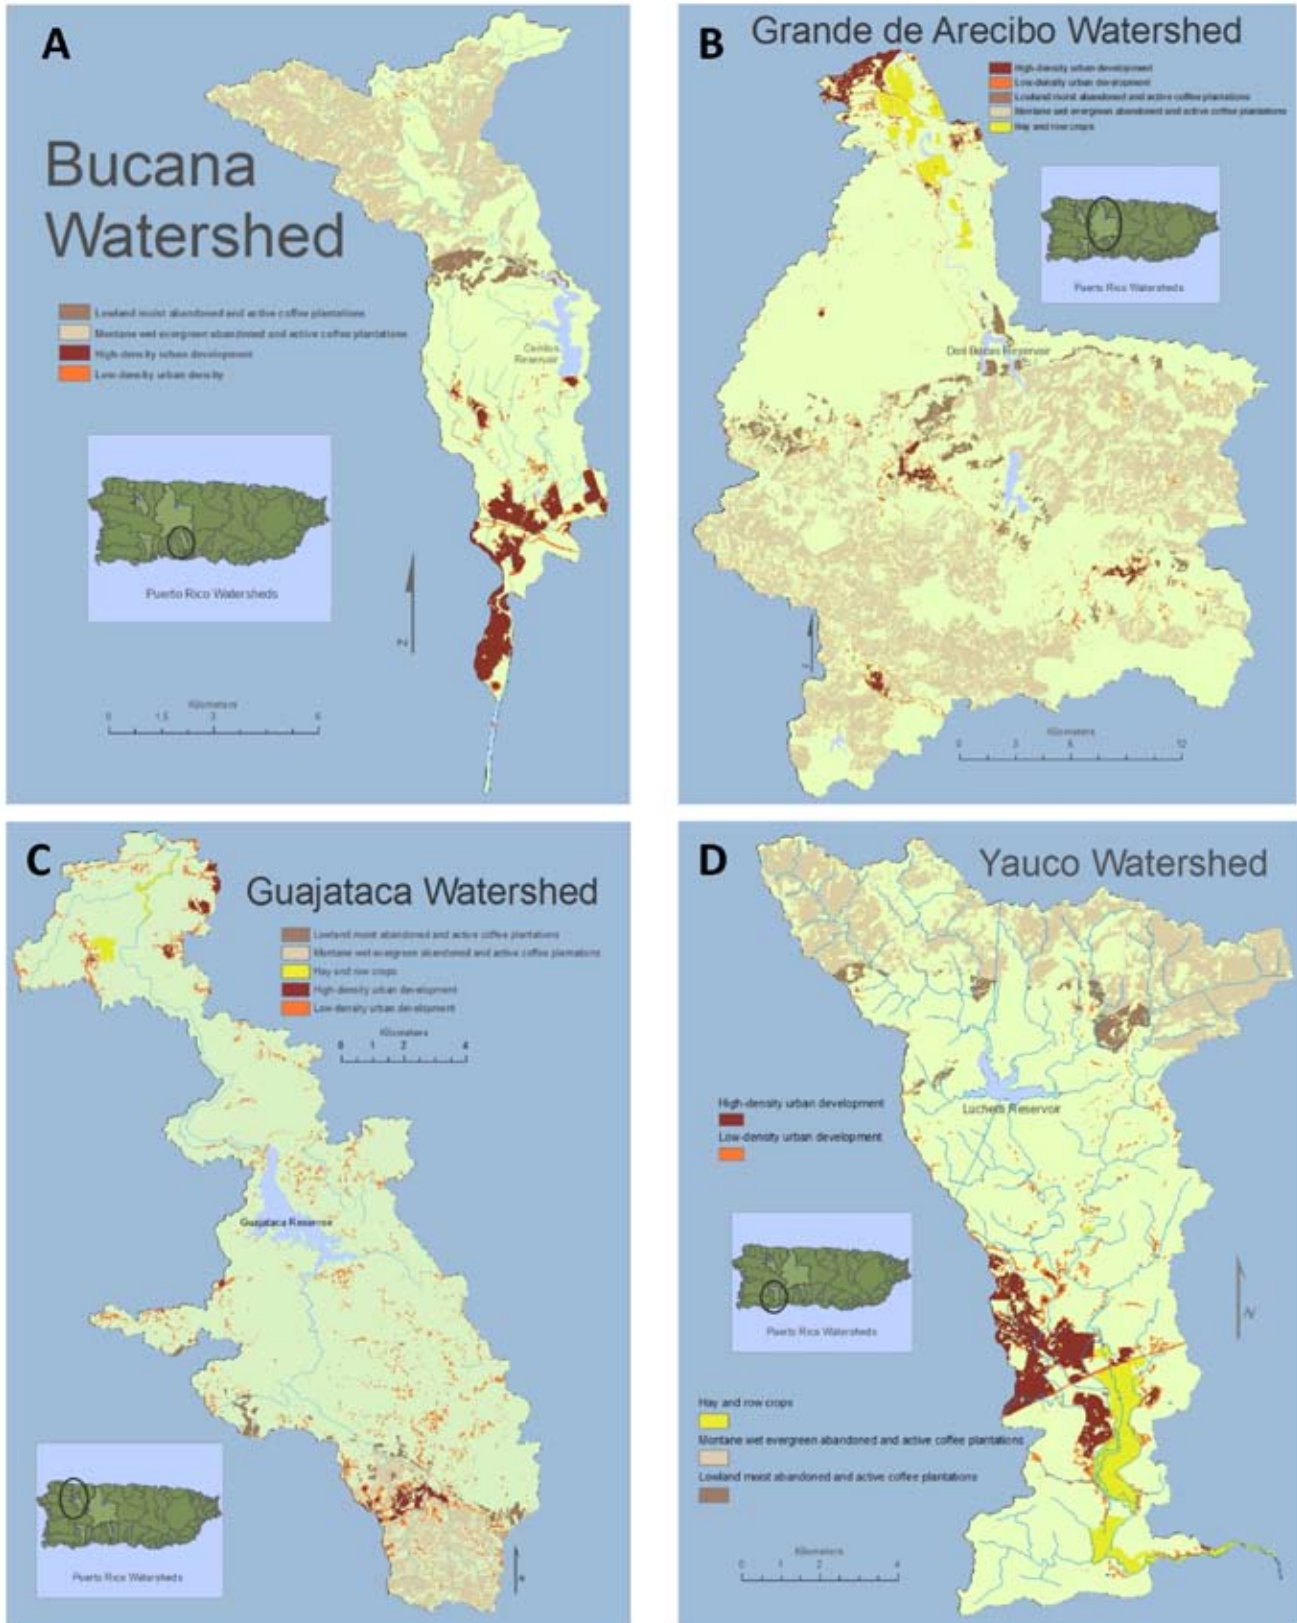 A
Bucana
Watershed
Lowland moist abandoned and active coffee plantations
Montane wet evergreen abandoned and active coffee plantations
High-density urban development
Low-density urban density
Cerrillos
Reservoir
Puerto Rico Watersheds
N
Kilometers
0 1.5 3 6
B
Grande de Arecibo Watershed
High-density urban development
Low-density urban development
Lowland moist abandoned and active coffee plantations
Montane wet evergreen abandoned and active coffee plantations
Hay and row crops
Puerto Rico Watersheds
Dos Bocas Reservoir
Kilometers
0 3 6 12
C
Guajataca Watershed
Lowland moist abandoned and active coffee plantations
Montane wet evergreen abandoned and active coffee plantations
Hay and row crops
High-density urban development
Low-density urban development
Kilometers
0 1 2 4
Guajataca Reservoir
Puerto Rico Watersheds
D
Yauco Watershed
High-density urban development
Low-density urban development
Luchetti Reservoir
Puerto Rico Watersheds
N
Hay and row crops
Montane wet evergreen abandoned and active coffee plantations
Lowland moist abandoned and active coffee plantations
Kilometers
0 1 2 4